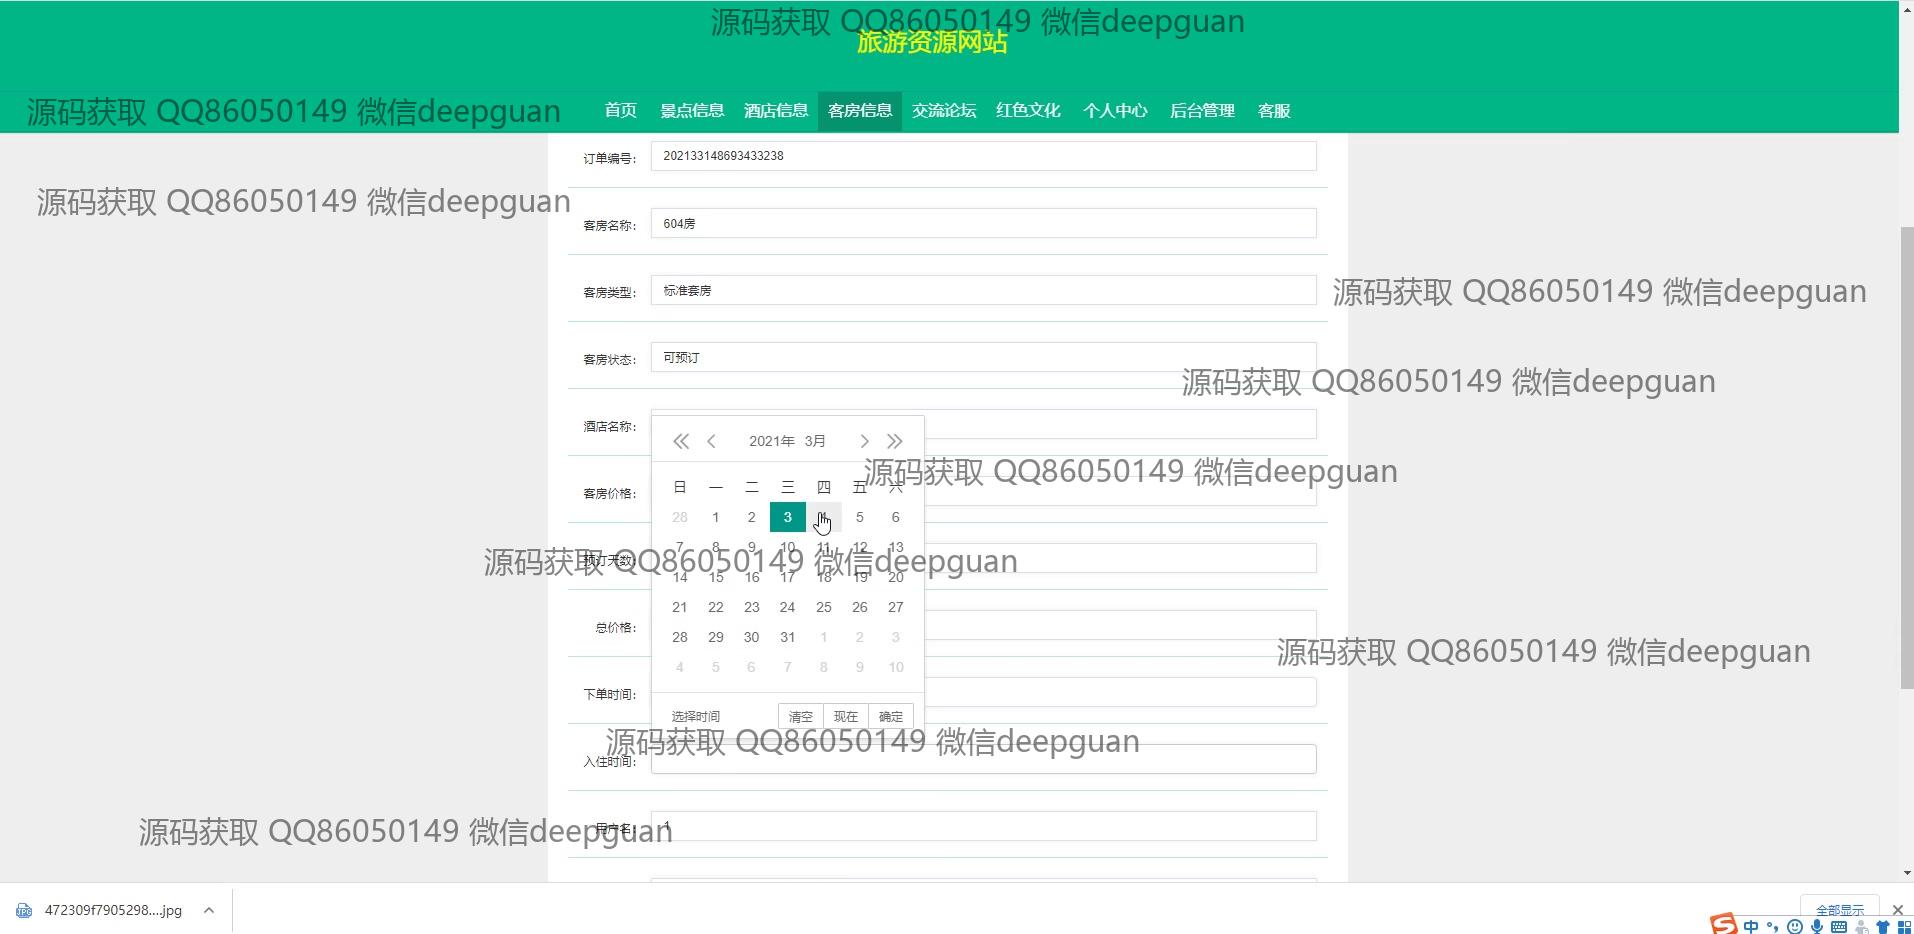 源码获取 QQ86050149 微信deepguan
旅游资源网站
源码获取 QQ86050149 微信deepguan
首页 景点信息 酒店信息 客房信息 交流论坛 红色文化 个人中心 后台管理 客服
订单编号: 202133148693433238
源码获取 QQ86050149 微信deepguan
客房名称: 604房
客房类型: 标准套房
源码获取 QQ86050149 微信deepguan
客房状态: 可预订
源码获取 QQ86050149 微信deepguan
酒店名称:
2021年 3月
源码获取 QQ86050149 微信deepguan
客房价格:
日 一 二 三 四 五 六
28 1 2 3 4 5 6
7 8 9 10 11 12 13
预订天数:
源码获取 QQ86050149 微信deepguan
14 15 16 17 18 19 20
21 22 23 24 25 26 27
总价格:
28 29 30 31 1 2 3
源码获取 QQ86050149 微信deepguan
4 5 6 7 8 9 10
下单时间:
选择时间 清空 现在 确定
源码获取 QQ86050149 微信deepguan
入住时间:
用户名: 1
源码获取 QQ86050149 微信deepguan
472309f7905298....jpg
全部显示
中